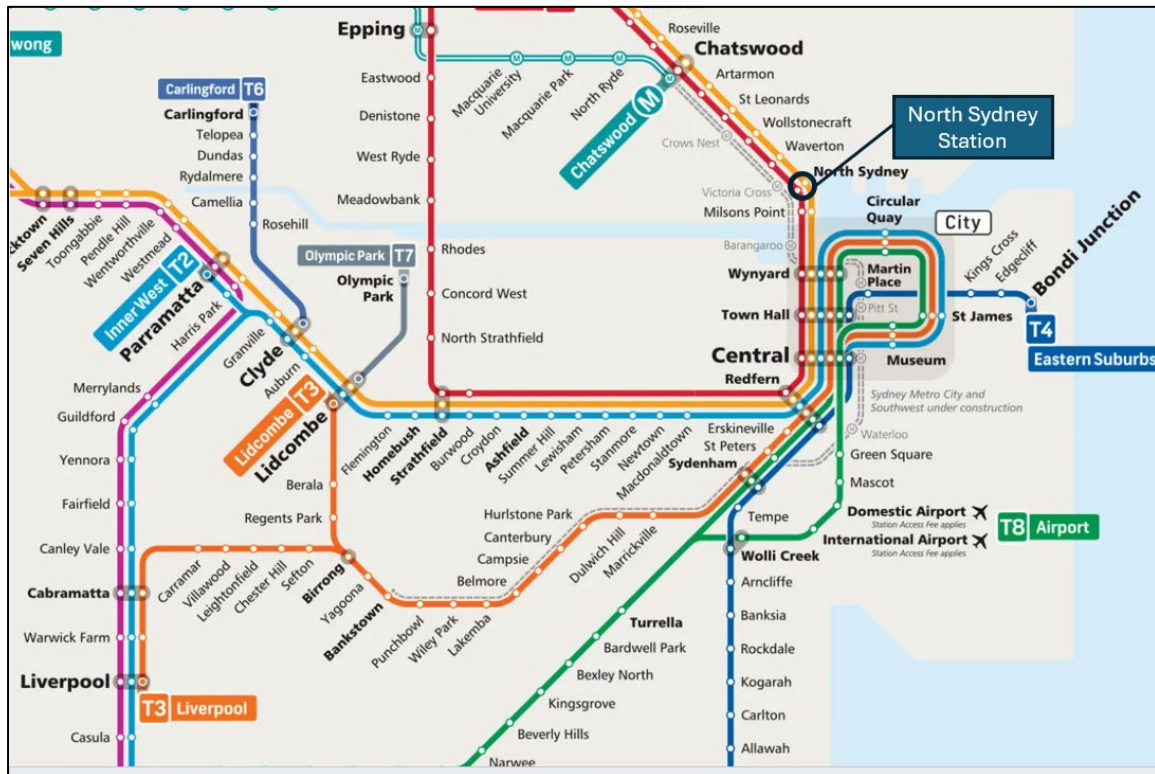 wong
Epping
M
Eastwood
Denistone
West Ryde
Meadowbank
Rhodes
Concord West
North Strathfield
M
Macquarie
University
M
Macquarie Park
M
North Ryde
M
Chatswood M
Roseville
Chatswood
Artarmon
St Leonards
Wollstonecraft
Waverton
North Sydney
North Sydney
Station
Crows Nest
M
Victoria Cross
M
Milsons Point
Barangaroo
M
Carlingford T6
Carlingford
Telopea
Dundas
Rydalmere
Camellia
Rosehill
Olympic Park T7
Olympic
Park
cktown
Seven Hills
Toongabbie
Pendle Hill
Wentworthville
Westmead
Inner West T2
Parramatta
Harris Park
Granville
Clyde
Auburn
Lidcombe T3
Lidcombe
Flemington
Homebush
Strathfield
Burwood
Croydon
Ashfield
Summer Hill
Lewisham
Petersham
Stanmore
Newtown
Macdonaldtown
Circular
Quay
City
Wynyard
Martin
Place
M
Kings Cross
Edgecliff
Bondi Junction
T4
Eastern Suburbs
Town Hall
M
Pitt St
St James
Central
M
Museum
Redfern
Sydney Metro City and
Southwest under construction
Erskineville
St Peters
Sydenham
M
Waterloo
Green Square
Mascot
Domestic Airport
Station Access Fee applies
International Airport
Station Access Fee applies
T8 Airport
Merrylands
Guildford
Yennora
Fairfield
Canley Vale
Cabramatta
Warwick Farm
Liverpool
T3 Liverpool
Casula
Berala
Regents Park
Carramar
Villawood
Leightonfield
Chester Hill
Sefton
Birrong
Yagoona
Bankstown
Punchbowl
Wiley Park
Lakemba
Belmore
Campsie
Canterbury
Hurlstone Park
Dulwich Hill
Marrickville
Tempe
Wolli Creek
Arncliffe
Banksia
Rockdale
Kogarah
Carlton
Allawah
Turrella
Bardwell Park
Bexley North
Kingsgrove
Beverly Hills
Narwee